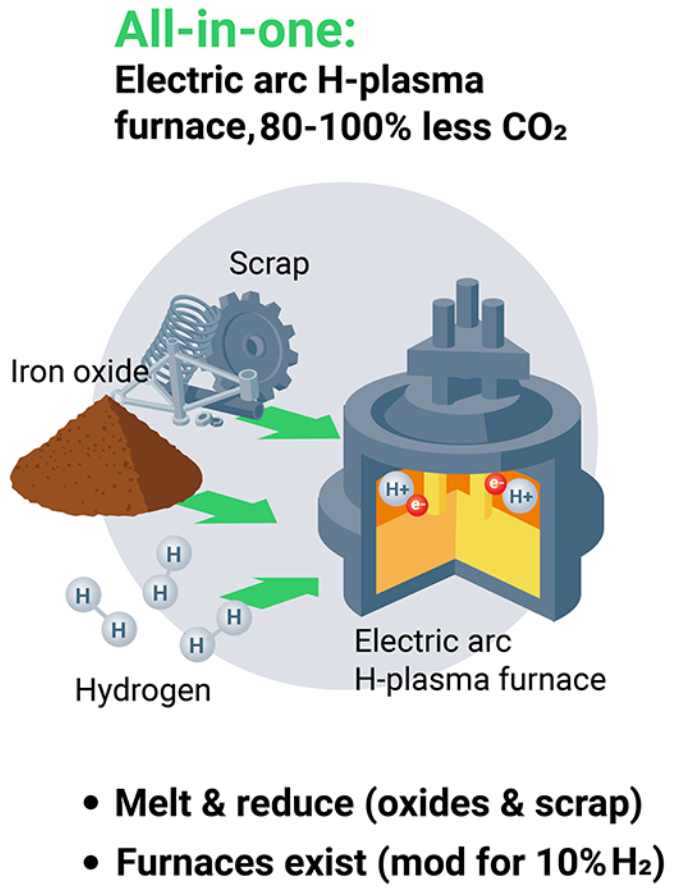 All-in-one:
Electric arc H-plasma
furnace, 80-100% less CO₂
Scrap
Iron oxide
H+
e-
e-
H+
H
H
H
H
H
H
Hydrogen
Electric arc
H-plasma furnace
• Melt & reduce (oxides & scrap)
• Furnaces exist (mod for 10% H₂)